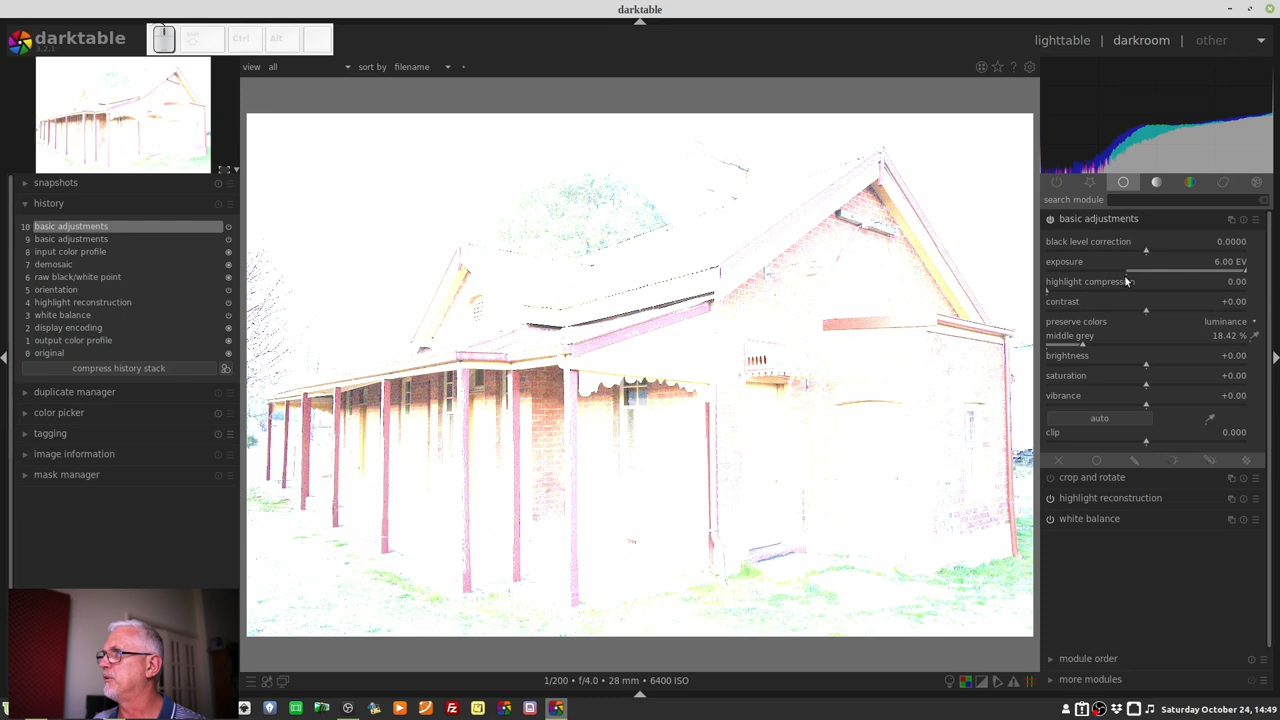 darktable
darktable
3.2.1
Ctrl
Alt
lighttable | darkroom | other
view all
sort by filename
snapshots
history
10 basic adjustments
9 basic adjustments
8 input color profile
7 demosaic
6 raw black/white point
5 orientation
4 highlight reconstruction
3 white balance
2 display encoding
1 output color profile
0 original
compress history stack
duplicate manager
color picker
tagging
image information
mask manager
search module
basic adjustments
black level correction 0.0000
exposure 6.00 EV
highlight compression 0.00
contrast +0.00
preserve colors luminance
middle grey 18.42 %
brightness +0.00
saturation +0.00
vibrance +0.00
auto
clip 0.000
crop and rotate
highlight reconstruction
white balance
module order
more modules
1/200 • f/4.0 • 28 mm • 6400 ISO
Saturday October 24, 14:49